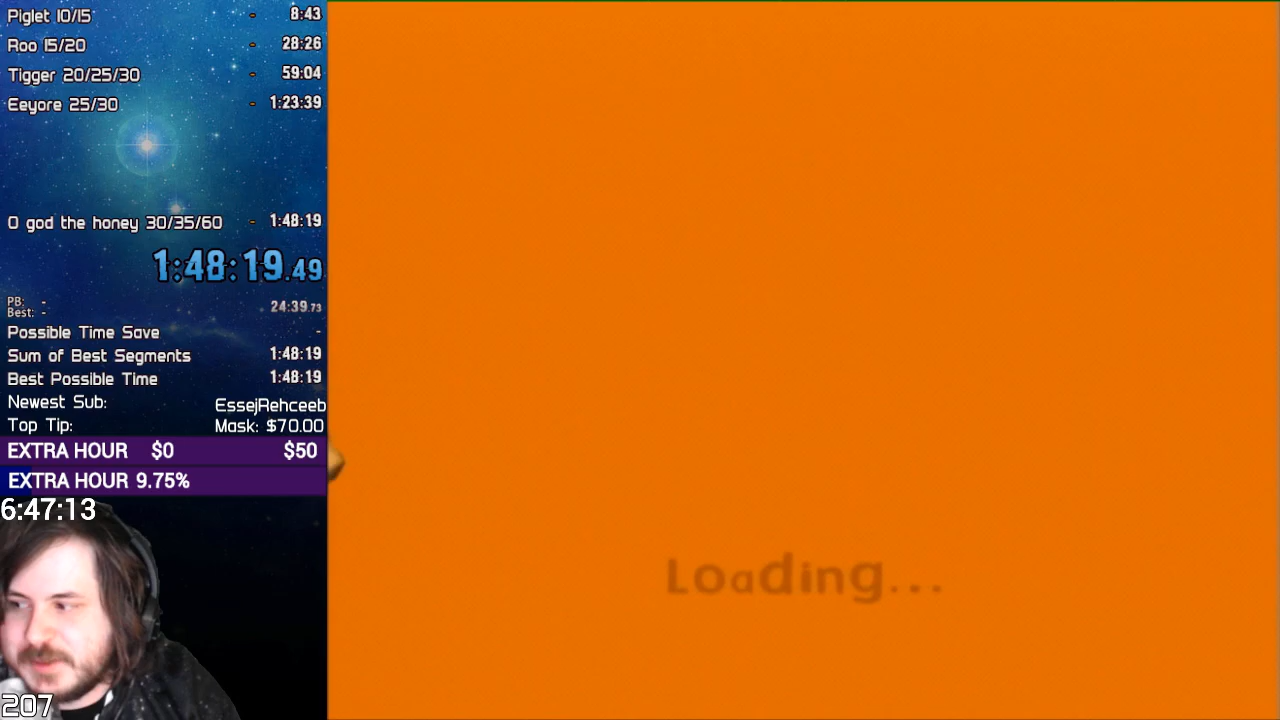 Piglet 10/15 - 8:43
Roo 15/20 - 28:26
Tigger 20/25/30 - 59:04
Eeyore 25/30 - 1:23:39
O god the honey 30/35/60 - 1:48:19
1:48:19.49
PB: - 24:39.73
Best: -
Possible Time Save -
Sum of Best Segments 1:48:19
Best Possible Time 1:48:19
Newest Sub: EssejRehceeb
Top Tip: Mask: $70.00
EXTRA HOUR $0 $50
EXTRA HOUR 9.75%
6:47:13
Loading...
207